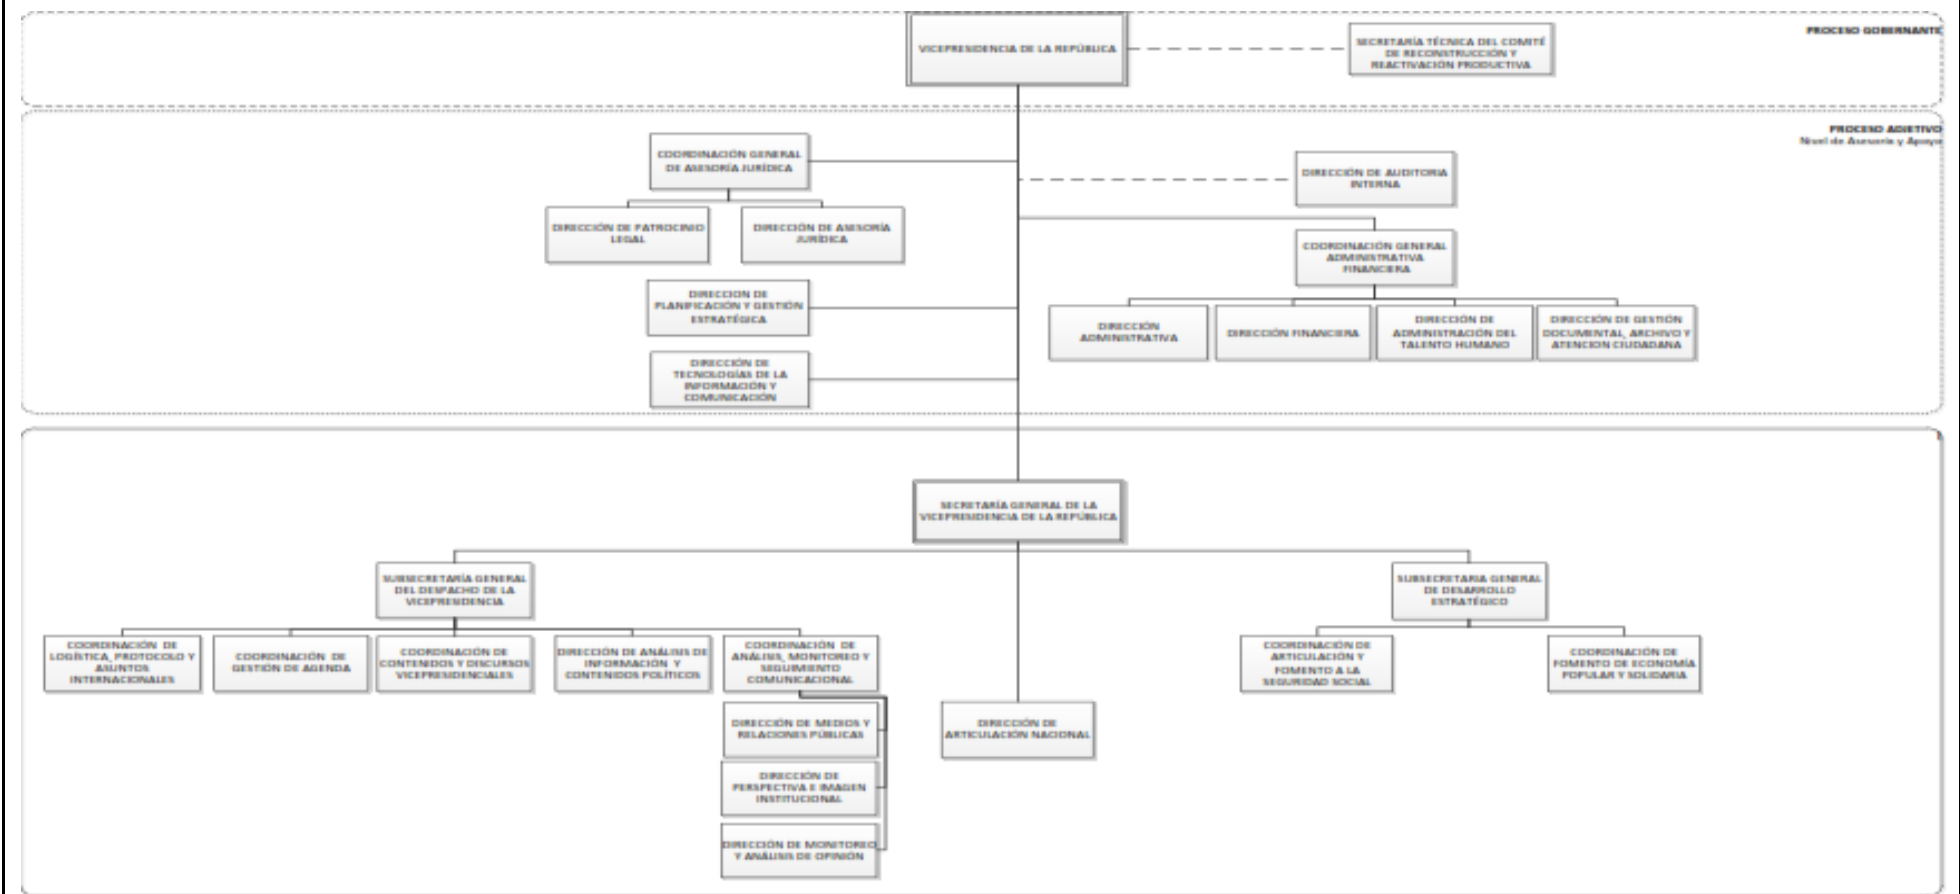 VICEPRESIDENCIA DE LA REPÚBLICA
SECRETARÍA TÉCNICA DEL COMITÉ
DE RECONSTRUCCIÓN Y
REACTIVACIÓN PRODUCTIVA
PROCESO GOBERNANTE
PROCESO ADJETIVO
Nivel de Asesoría y Apoyo
COORDINACIÓN GENERAL
DE ASESORÍA JURÍDICA
DIRECCIÓN DE AUDITORIA
INTERNA
DIRECCIÓN DE PATROCINIO
LEGAL
DIRECCIÓN DE ASESORÍA
JURÍDICA
COORDINACIÓN GENERAL
ADMINISTRATIVA
FINANCIERA
DIRECCION DE
PLANIFICACIÓN Y GESTIÓN
ESTRATÉGICA
DIRECCIÓN
ADMINISTRATIVA
DIRECCIÓN FINANCIERA
DIRECCIÓN DE
ADMINISTRACIÓN DEL
TALENTO HUMANO
DIRECCIÓN DE GESTIÓN
DOCUMENTAL, ARCHIVO Y
ATENCION CIUDADANA
DIRECCIÓN DE
TECNOLOGÍAS DE LA
INFORMACIÓN Y
COMUNICACIÓN
SECRETARÍA GENERAL DE LA
VICEPRESIDENCIA DE LA REPÚBLICA
SUBSECRETARÍA GENERAL
DEL DESPACHO DE LA
VICEPRESIDENCIA
SUBSECRETARIA GENERAL
DE DESARROLLO
ESTRATÉGICO
COORDINACIÓN DE
LOGÍSTICA, PROTOCOLO Y
ASUNTOS
INTERNACIONALES
COORDINACIÓN DE
GESTIÓN DE AGENDA
COORDINACIÓN DE
CONTENIDOS Y DISCURSOS
VICEPRESIDENCIALES
DIRECCIÓN DE ANÁLISIS DE
INFORMACIÓN Y
CONTENIDOS POLÍTICOS
COORDINACIÓN DE
ANÁLISIS, MONITOREO Y
SEGUIMIENTO
COMUNICACIONAL
COORDINACIÓN DE
ARTICULACIÓN Y
FOMENTO A LA
SEGURIDAD SOCIAL
COORDINACIÓN DE
FOMENTO DE ECONOMÍA
POPULAR Y SOLIDARIA
DIRECCIÓN DE MEDIOS Y
RELACIONES PÚBLICAS
DIRECCIÓN DE
ARTICULACIÓN NACIONAL
DIRECCIÓN DE
PERSPECTIVA E IMAGEN
INSTITUCIONAL
DIRECCIÓN DE MONITOREO
Y ANÁLISIS DE OPINIÓN